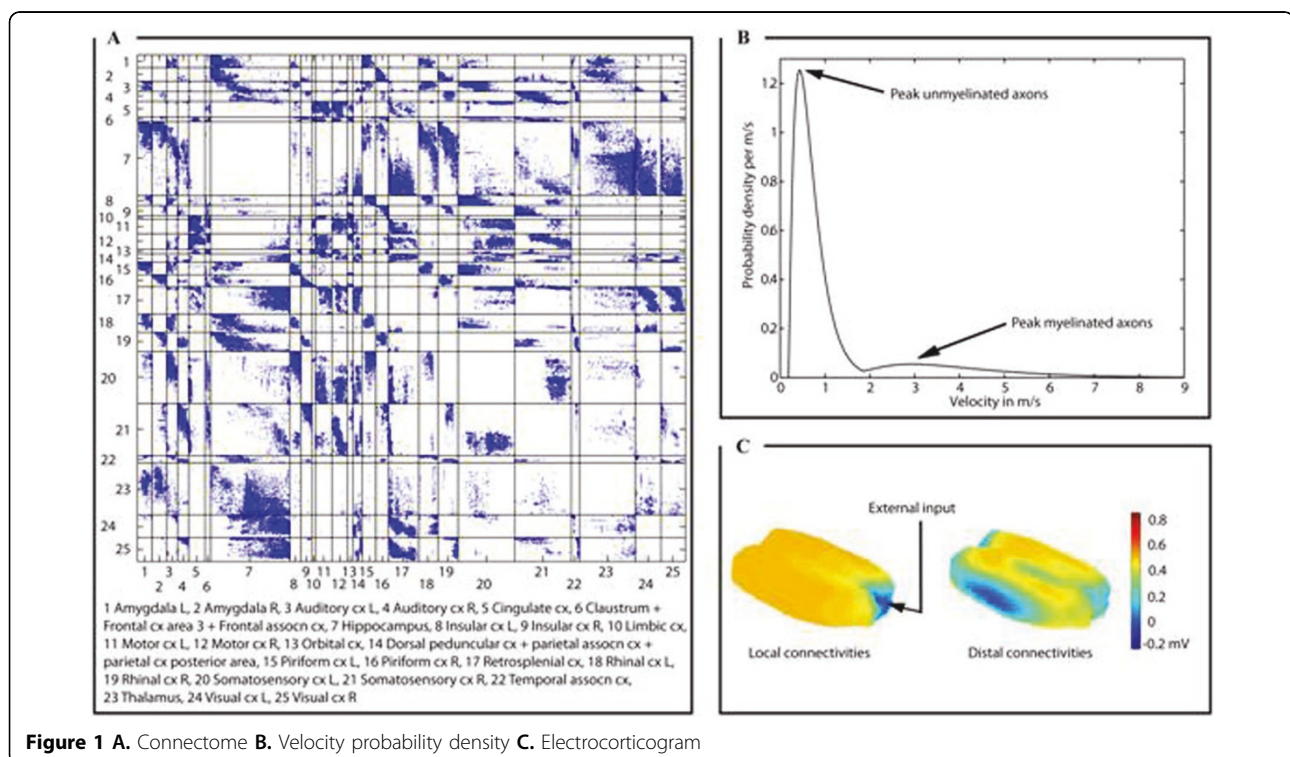 A
1
2
3
4
5
6
7
8
9
10
11
12
13
14
15
16
17
18
19
20
21
22
23
24
25
1 3 5 7 9 11 13 15 17 19 21 23 25
2 4 6 8 10 12 14 16 18 20 22 24
1 Amygdala L, 2 Amygdala R, 3 Auditory cx L, 4 Auditory cx R, 5 Cingulate cx, 6 Claustrum +
Frontal cx area 3 + Frontal assocn cx, 7 Hippocampus, 8 Insular cx L, 9 Insular cx R, 10 Limbic cx,
11 Motor cx L, 12 Motor cx R, 13 Orbital cx, 14 Dorsal peduncular cx + parietal assocn cx +
parietal cx posterior area, 15 Piriform cx L, 16 Piriform cx R, 17 Retrosplenial cx, 18 Rhinal cx L,
19 Rhinal cx R, 20 Somatosensory cx L, 21 Somatosensory cx R, 22 Temporal assocn cx,
23 Thalamus, 24 Visual cx L, 25 Visual cx R
B
Probability density per m/s
1.2
1
0.8
0.6
0.4
0.2
0
Peak unmyelinated axons
Peak myelinated axons
0 1 2 3 4 5 6 7 8 9
Velocity in m/s
C
External input
0.8
0.6
0.4
0.2
0
-0.2 mV
Local connectivities
Distal connectivities
Figure 1 A. Connectome B. Velocity probability density C. Electrocorticogram